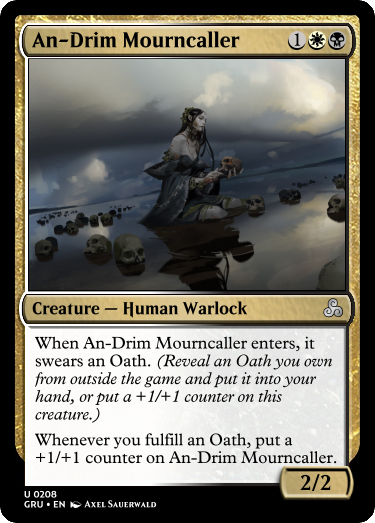 An-Drim Mourncaller 1
Creature — Human Warlock
When An-Drim Mourncaller enters, it
swears an Oath. (Reveal an Oath you own
from outside the game and put it into your
hand, or put a +1/+1 counter on this
creature.)
Whenever you fulfill an Oath, put a
+1/+1 counter on An-Drim Mourncaller.
2/2
U 0208
GRU • EN Axel Sauerwald